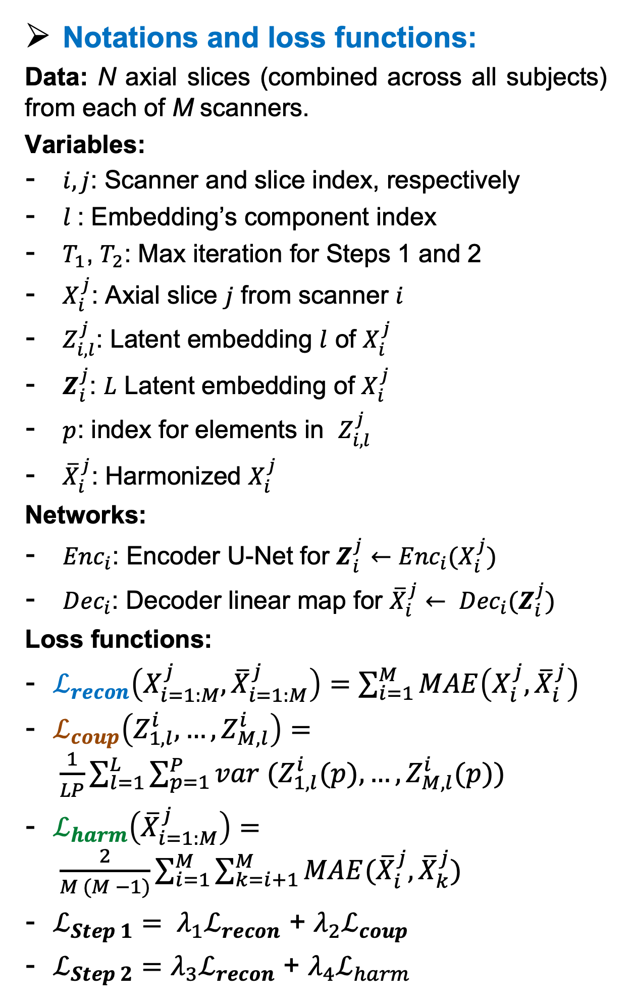 ➢ Notations and loss functions:
Data: N axial slices (combined across all subjects)
from each of M scanners.
Variables:
- i, j: Scanner and slice index, respectively
- l : Embedding’s component index
- T₁, T₂: Max iteration for Steps 1 and 2
- X_i^j: Axial slice j from scanner i
- Z_{i,l}^j: Latent embedding l of X_i^j
- Z_i^j: L Latent embedding of X_i^j
- p: index for elements in Z_{i,l}^j
- X̄_i^j: Harmonized X_i^j
Networks:
- Enc_i: Encoder U-Net for Z_i^j ← Enc_i(X_i^j)
- Dec_i: Decoder linear map for X̄_i^j ← Dec_i(Z_i^j)
Loss functions:
- ℒ_recon(X_{i=1:M}^j, X̄_{i=1:M}^j) = ∑_{i=1}^M MAE(X_i^j, X̄_i^j)
- ℒ_coup(Z_{1,l}^i, … , Z_{M,l}^i) =
1/LP ∑_{l=1}^L ∑_{p=1}^P var (Z_{1,l}^i(p), … , Z_{M,l}^i(p))
- ℒ_harm(X̄_{i=1:M}^j) =
2/M (M −1) ∑_{i=1}^M ∑_{k=i+1}^M MAE(X̄_i^j, X̄_k^j)
- ℒ_Step 1 = λ₁ℒ_recon + λ₂ℒ_coup
- ℒ_Step 2 = λ₃ℒ_recon + λ₄ℒ_harm